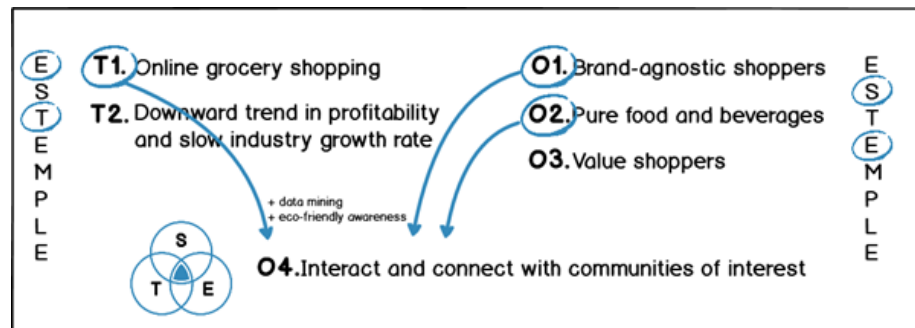 E
S
T
E
M
P
L
E
T1. Online grocery shopping
T2. Downward trend in profitability
and slow industry growth rate
O1. Brand-agnostic shoppers
O2. Pure food and beverages
O3. Value shoppers
E
S
T
E
M
P
L
E
+ data mining
+ eco-friendly awareness
S
T E
O4. Interact and connect with communities of interest